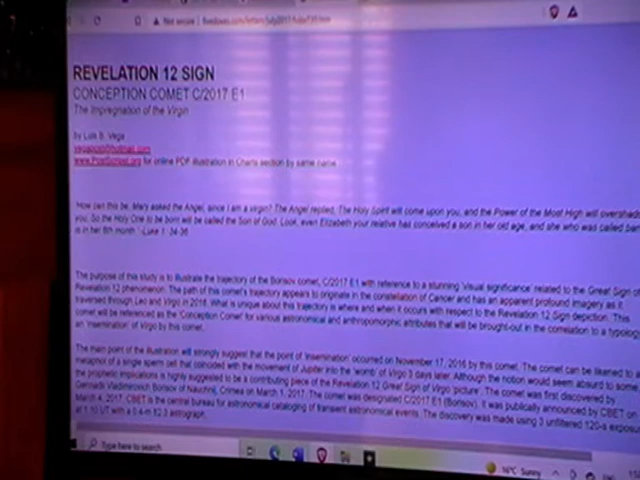 Not secure | fivedoves.com/letters/july2017/luisv
REVELATION 12 SIGN
CONCEPTION COMET C/2017 E1
The Impregnation of the Virgin
by Luis B. Vega
vegapost@hotmail.com
www.PostScripst.org for online PDF illustration in Charts section by same name.
'How can this be, Mary asked the Angel, since I am a virgin? The Angel replied, The Holy Spirit will come upon you, and the Power of the Most High will overshadow
you. So the Holy One to be born will be called the Son of God. Look, even Elizabeth your relative has conceived a son in her old age, and she who was called barr
is in her 6th month.' -Luke 1: 34-36
The purpose of this study is to illustrate the trajectory of the Borisov comet, C/2017 E1 with reference to a stunning 'visual significance' related to the Great Sign of
Revelation 12 phenomenon. The path of this comet's trajectory appears to originate in the constellation of Cancer and has an apparent profound imagery as it
traversed through Leo and Virgo in 2016. What is unique about this trajectory is where and when it occurs with respect to the Revelation 12 Sign depiction. This
comet will be referenced as the 'Conception Comet' for various astronomical and anthropomorphic attributes that will be brought-out in the correlation to a typology
an 'insemination' of Virgo by this comet.
The main point of the illustration will strongly suggest that the point of 'insemination' occurred on November 17, 2016 by this comet. The comet can be likened to a
metaphor of a single sperm cell that coincided with the movement of Jupiter into the 'womb' of Virgo 3 days later. Although the notion would seem absurd to some,
the prophetic implications is highly suggested to be a contributing piece of the Revelation 12 Great Sign of Virgo 'picture'. The comet was first discovered by
Gennadii Vladimirovich Borisov of Nauchnij, Crimea on March 1, 2017. The comet was designated C/2017 E1 (Borisov). It was publically announced by CBET on
March 4, 2017. CBET is the central bureau for astronomical cataloging of transient astronomical events. The discovery was made using 3 unfiltered 120-s exposur
at 1:10 UT with a 0.4-m f/2.3 astrograph.
Type here to search
16°C Sunny